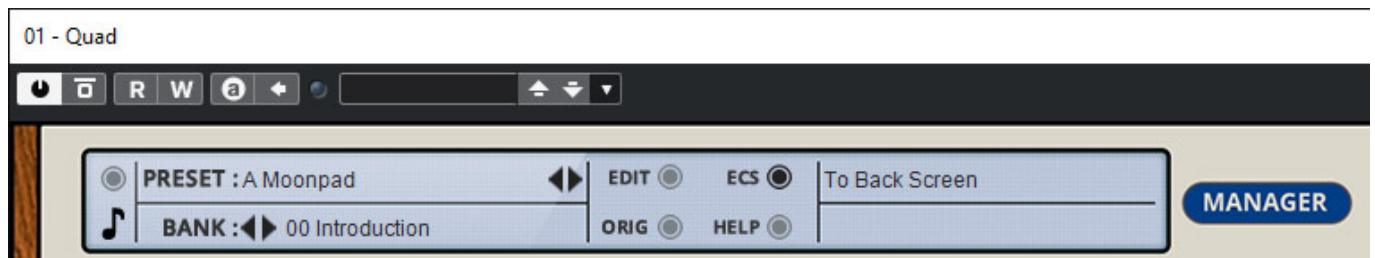 01 - Quad
R W a
PRESET : A Moonpad EDIT ECS To Back Screen
BANK : 00 Introduction ORIG HELP
MANAGER